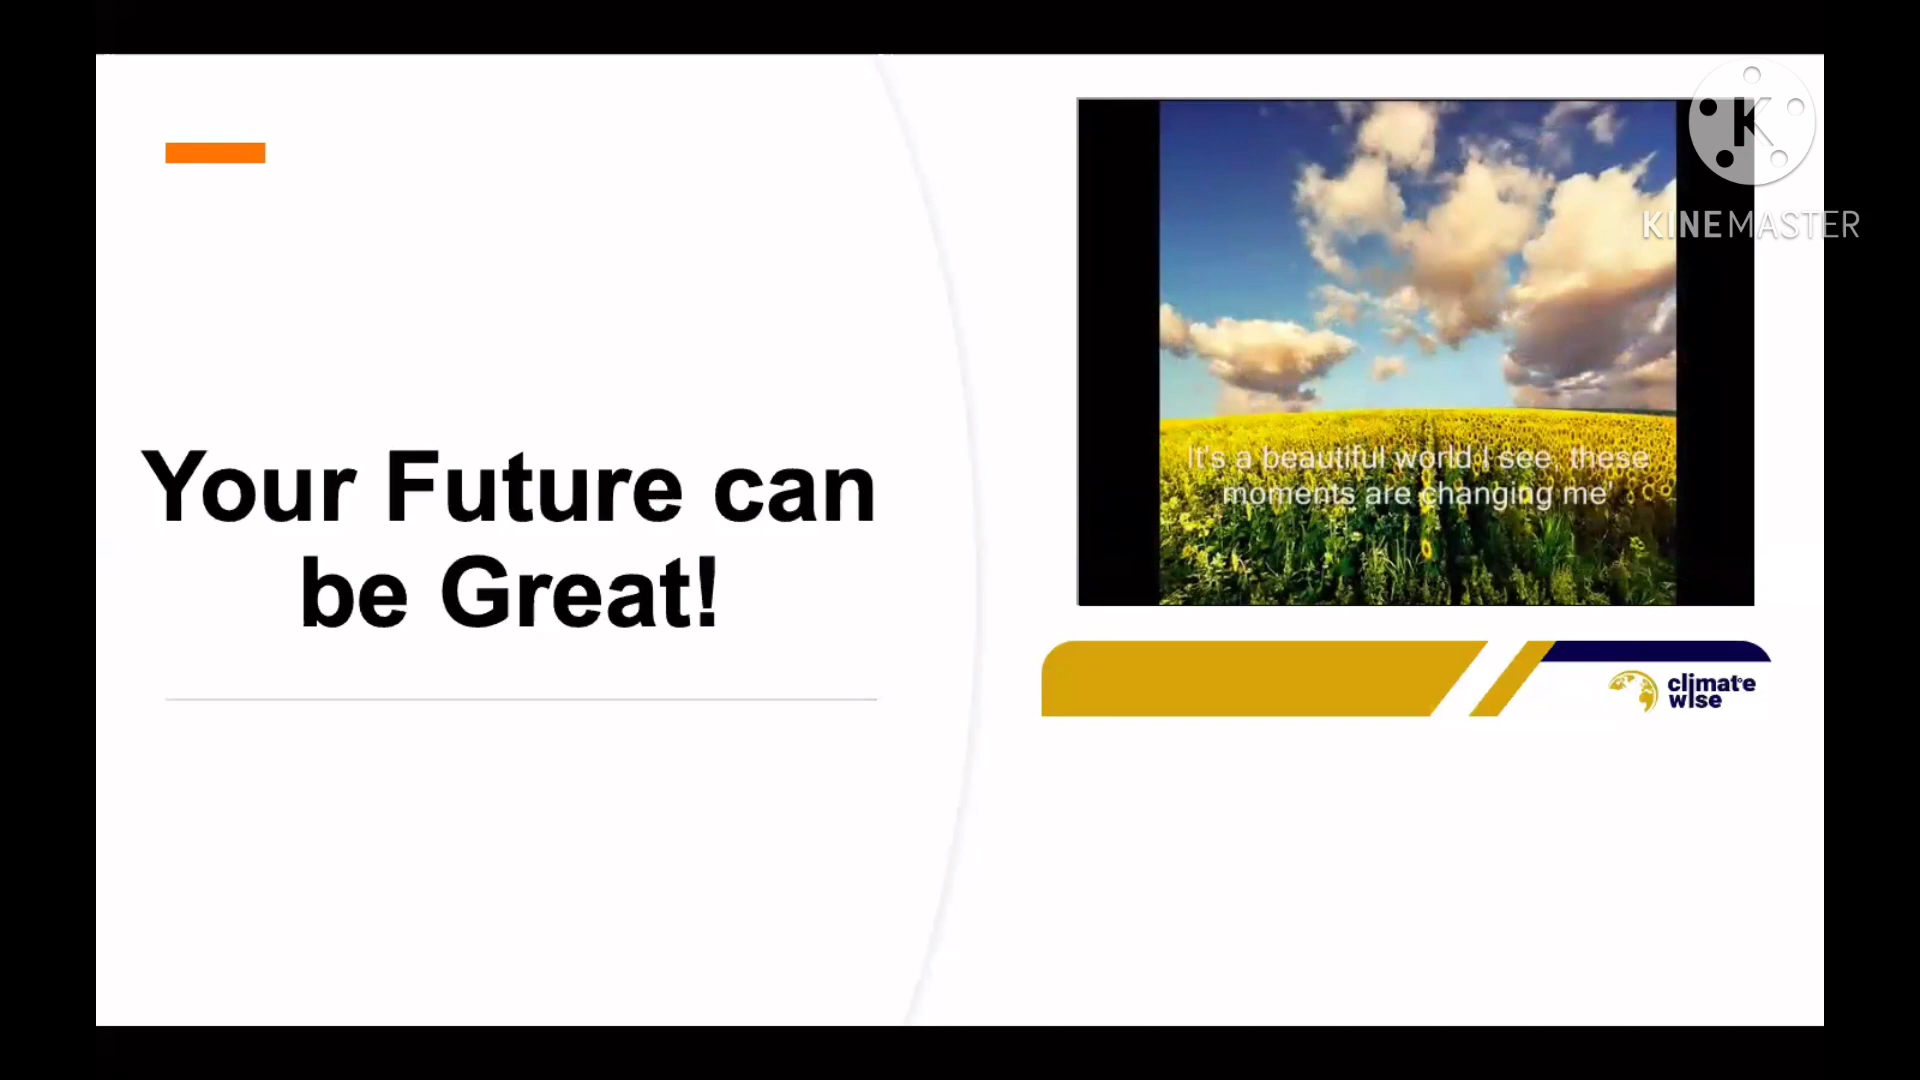 Your Future can
be Great!
K
KINEMASTER
It's a beautiful world I see, these
moments are changing me'
climate
wise